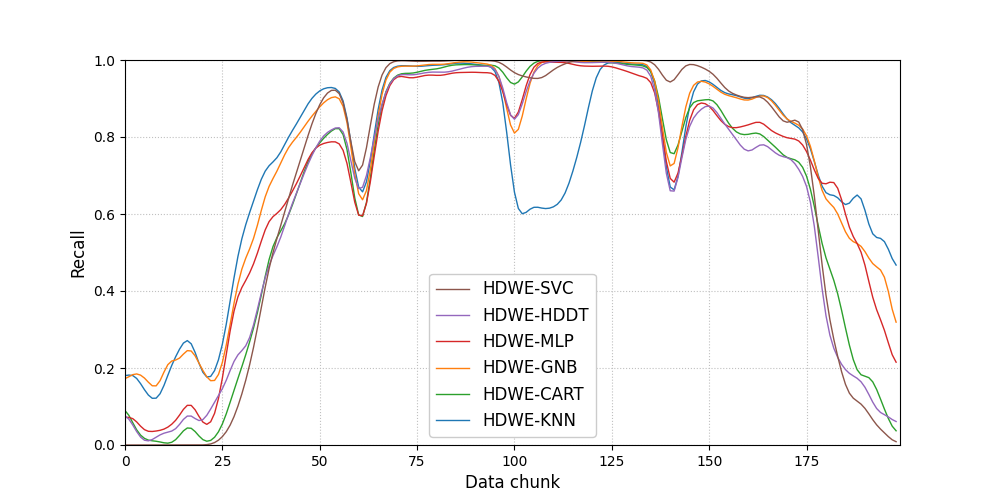 1.0
0.8
0.6
0.4
0.2
0.0
Recall
HDWE-SVC
HDWE-HDDT
HDWE-MLP
HDWE-GNB
HDWE-CART
HDWE-KNN
0 25 50 75 100 125 150 175
Data chunk